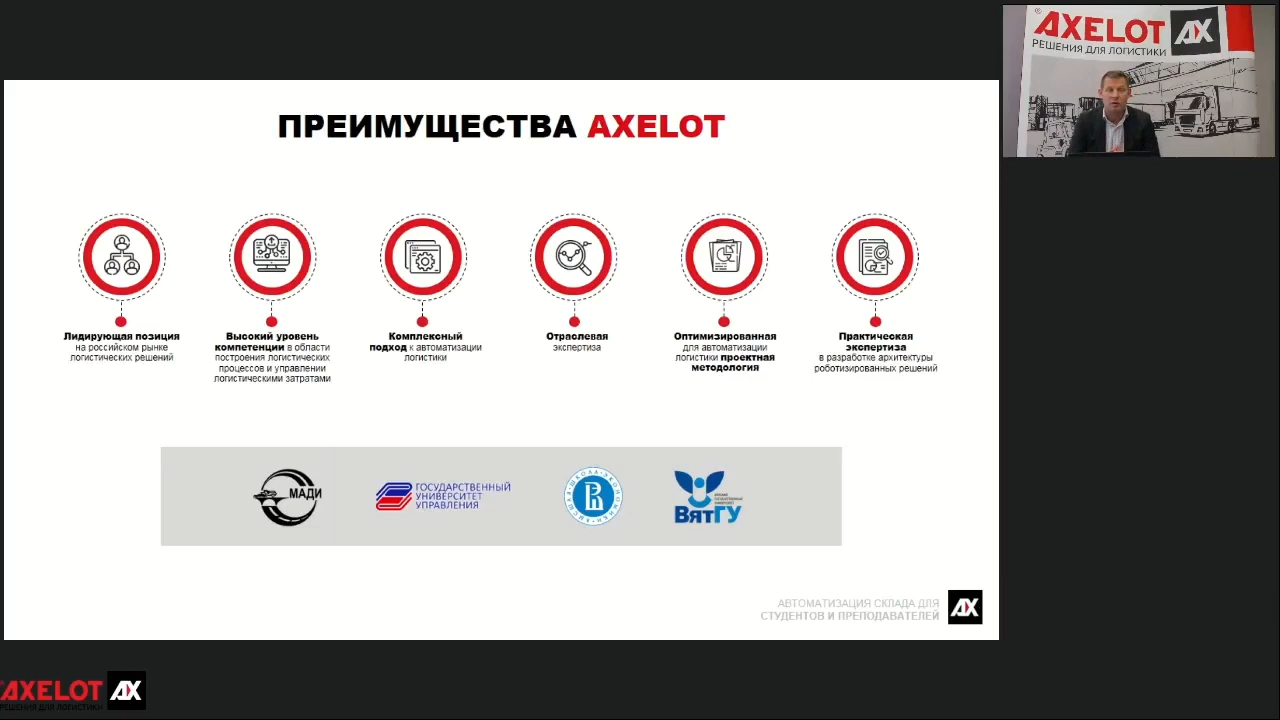 AXELOT AX
РЕШЕНИЯ ДЛЯ ЛОГИСТИКИ
ПРЕИМУЩЕСТВА AXELOT
Лидирующая позиция
на российском рынке
логистических решений
Высокий уровень
компетенции в области
построения логистических
процессов и управлении
логистическими затратами
Комплексный
подход к автоматизации
логистики
Отраслевая
экспертиза
Оптимизированная
для автоматизации
логистики проектная
методология
Практическая
экспертиза
в разработке архитектуры
роботизированных решений
МАДИ
ГОСУДАРСТВЕННЫЙ
УНИВЕРСИТЕТ
УПРАВЛЕНИЯ
ВЫСШАЯ ШКОЛА ЭКОНОМИКИ
ВятГУ
АВТОМАТИЗАЦИЯ СКЛАДА ДЛЯ
СТУДЕНТОВ И ПРЕПОДАВАТЕЛЕЙ
AX
AXELOT AX
РЕШЕНИЯ ДЛЯ ЛОГИСТИКИ